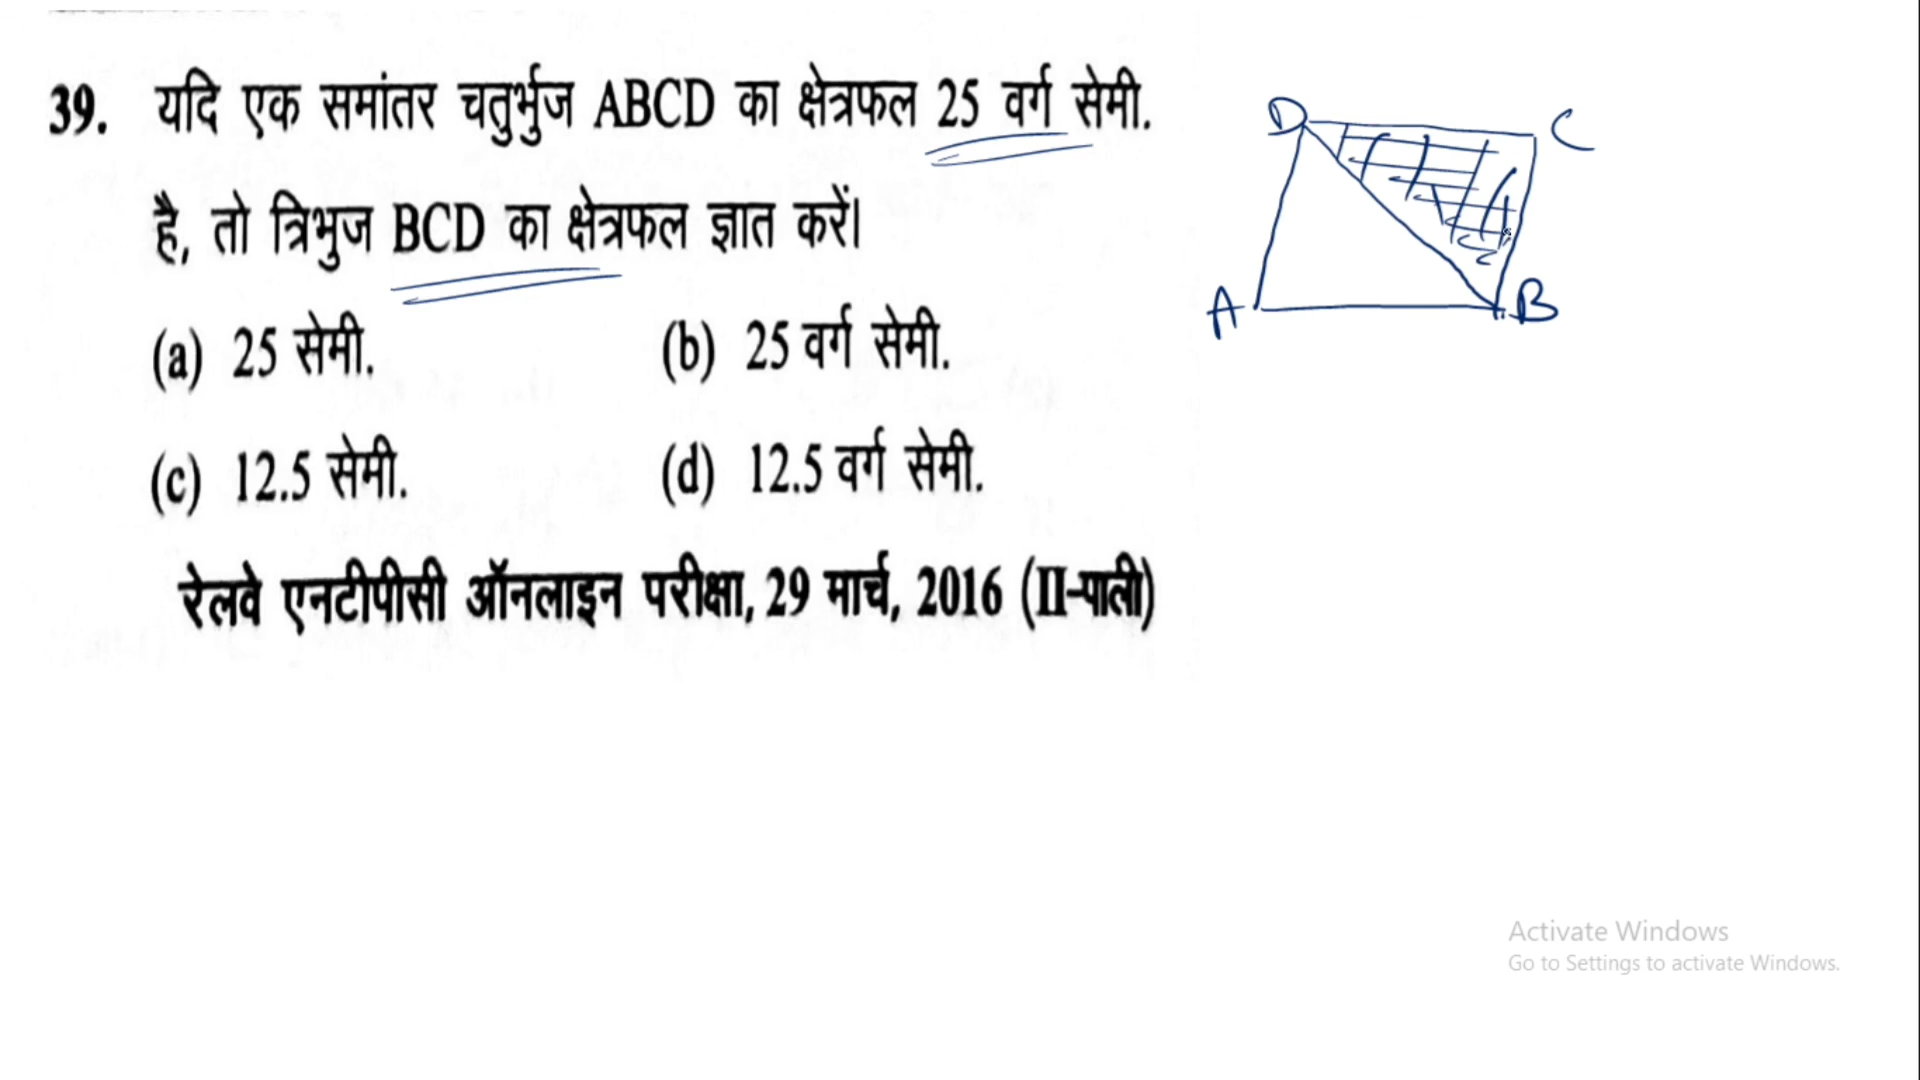 39. यदि एक समांतर चतुर्भुज ABCD का क्षेत्रफल 25 वर्ग सेमी.
है, तो त्रिभुज BCD का क्षेत्रफल ज्ञात करें।
(a) 25 सेमी. (b) 25 वर्ग सेमी.
(c) 12.5 सेमी. (d) 12.5 वर्ग सेमी.
रेलवे एनटीपीसी ऑनलाइन परीक्षा, 29 मार्च, 2016 (II-पाली)
D C
A B
Activate Windows
Go to Settings to activate Windows.